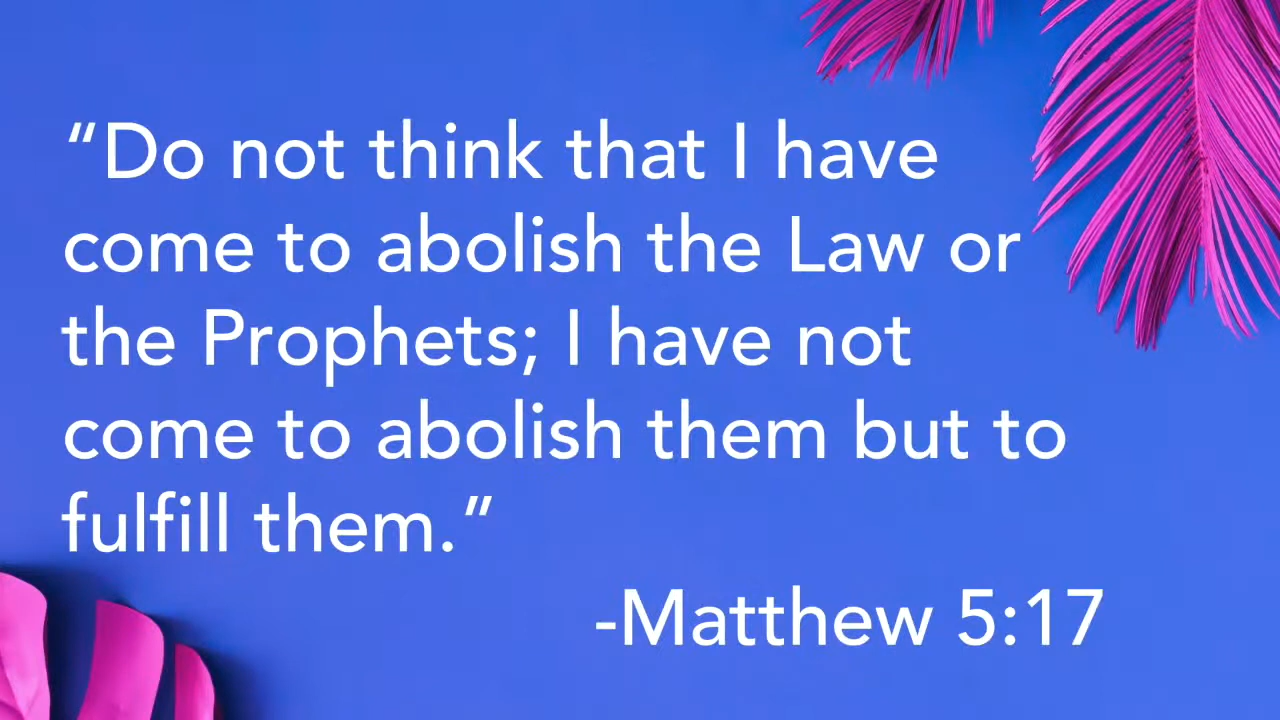 “Do not think that I have
come to abolish the Law or
the Prophets; I have not
come to abolish them but to
fulfill them.”
-Matthew 5:17